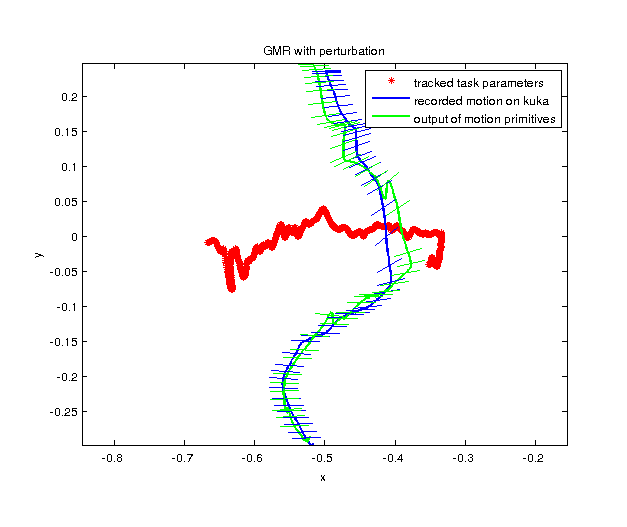 GMR with perturbation
tracked task parameters
recorded motion on kuka
output of motion primitives
0.2
0.15
0.1
0.05
0
-0.05
-0.1
-0.15
-0.2
-0.25
y
-0.8 -0.7 -0.6 -0.5 -0.4 -0.3 -0.2
x